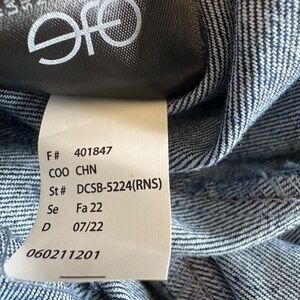 F# 401847
COO CHN
St# DCSB-5224(RNS)
Se Fa 22
D 07/22
060211201